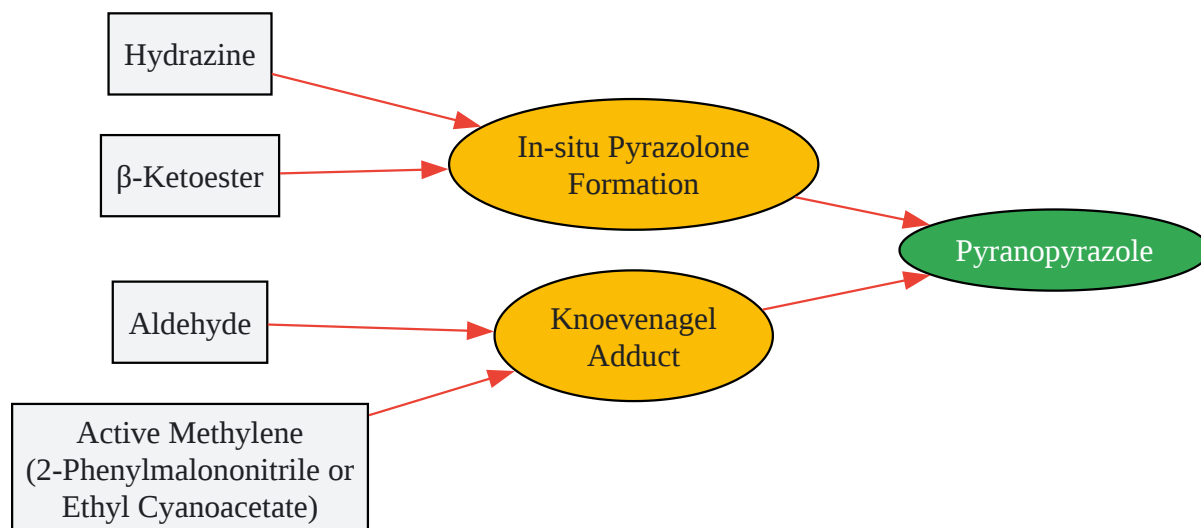 Hydrazine
β-Ketoester
In-situ Pyrazolone
Formation
Pyranopyrazole
Aldehyde
Knoevenagel
Adduct
Active Methylene
(2-Phenylmalononitrile or
Ethyl Cyanoacetate)